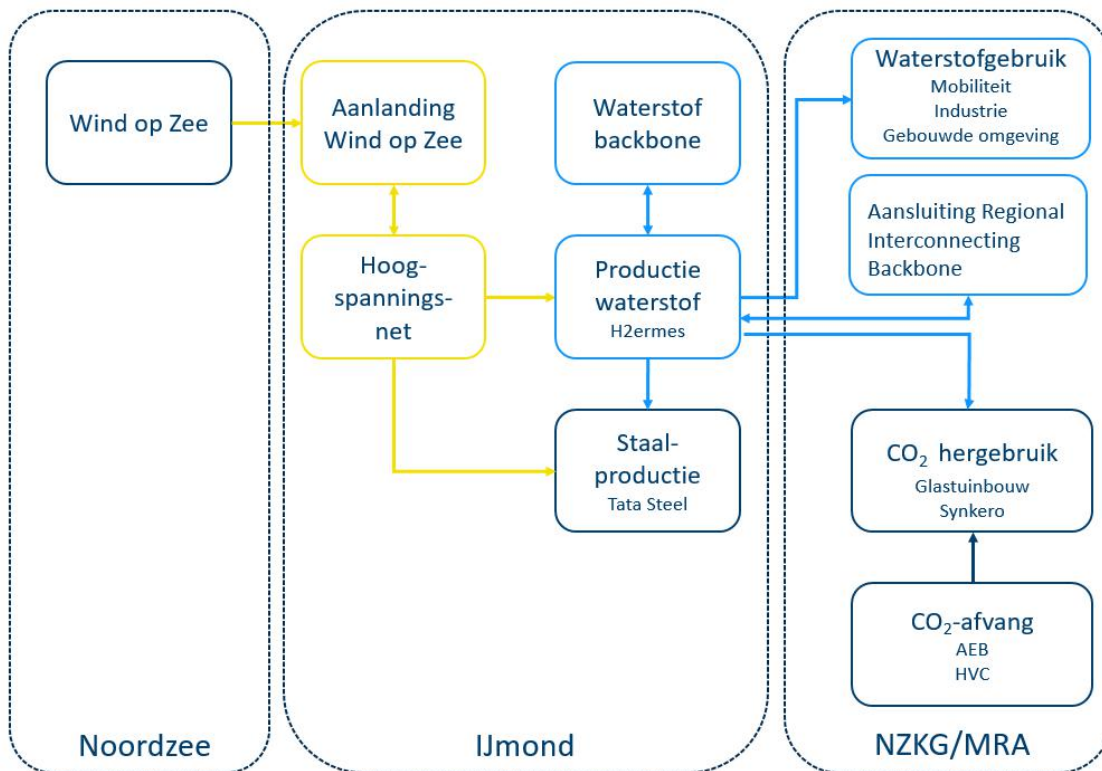 Wind op Zee
Noordzee
Aanlanding
Wind op Zee
Hoog-
spannings-
net
Waterstof
backbone
Productie
waterstof
H2ermes
Staal-
productie
Tata Steel
IJmond
Waterstofgebruik
Mobiliteit
Industrie
Gebouwde omgeving
Aansluiting Regional
Interconnecting
Backbone
CO₂ hergebruik
Glastuinbouw
Synkero
CO₂-afvang
AEB
HVC
NZKG/MRA